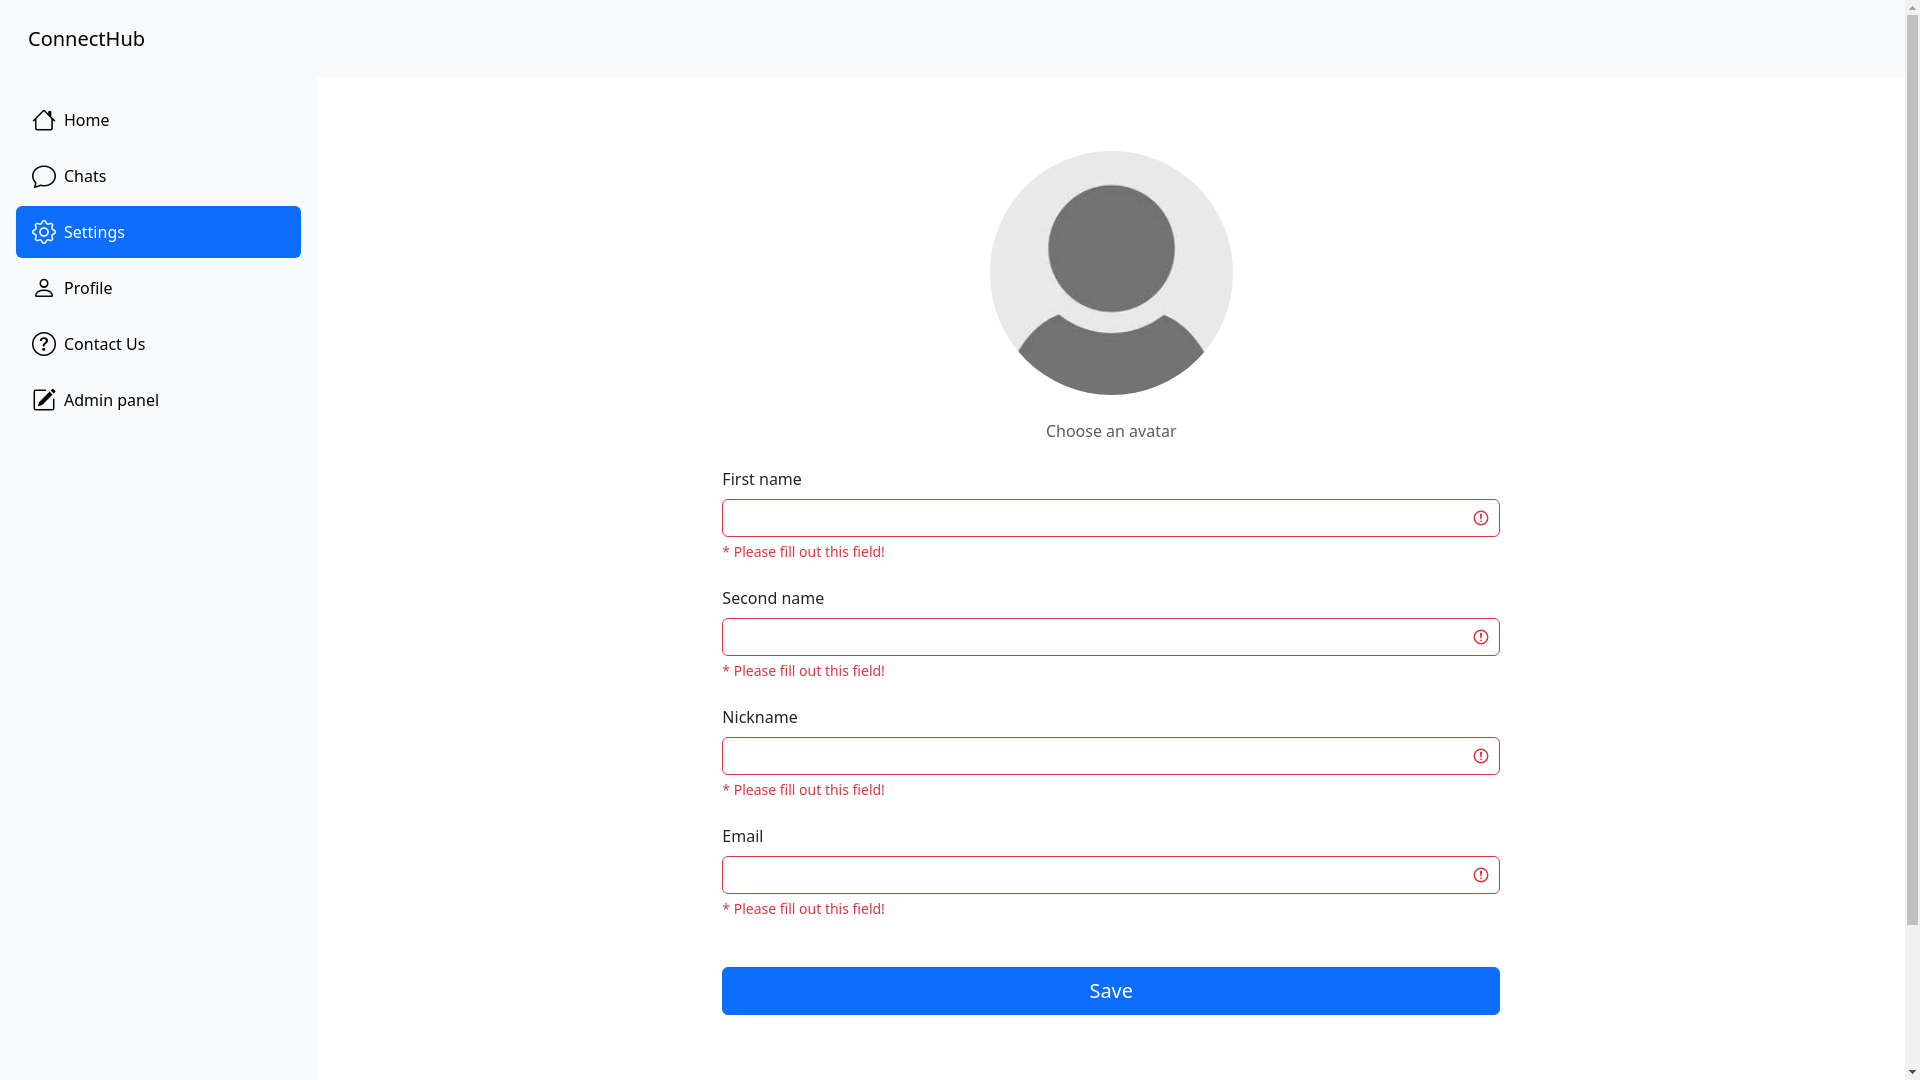 ConnectHub
Home
Chats
Settings
Profile
Contact Us
Admin panel
Choose an avatar
First name
* Please fill out this field!
Second name
* Please fill out this field!
Nickname
* Please fill out this field!
Email
* Please fill out this field!
Save